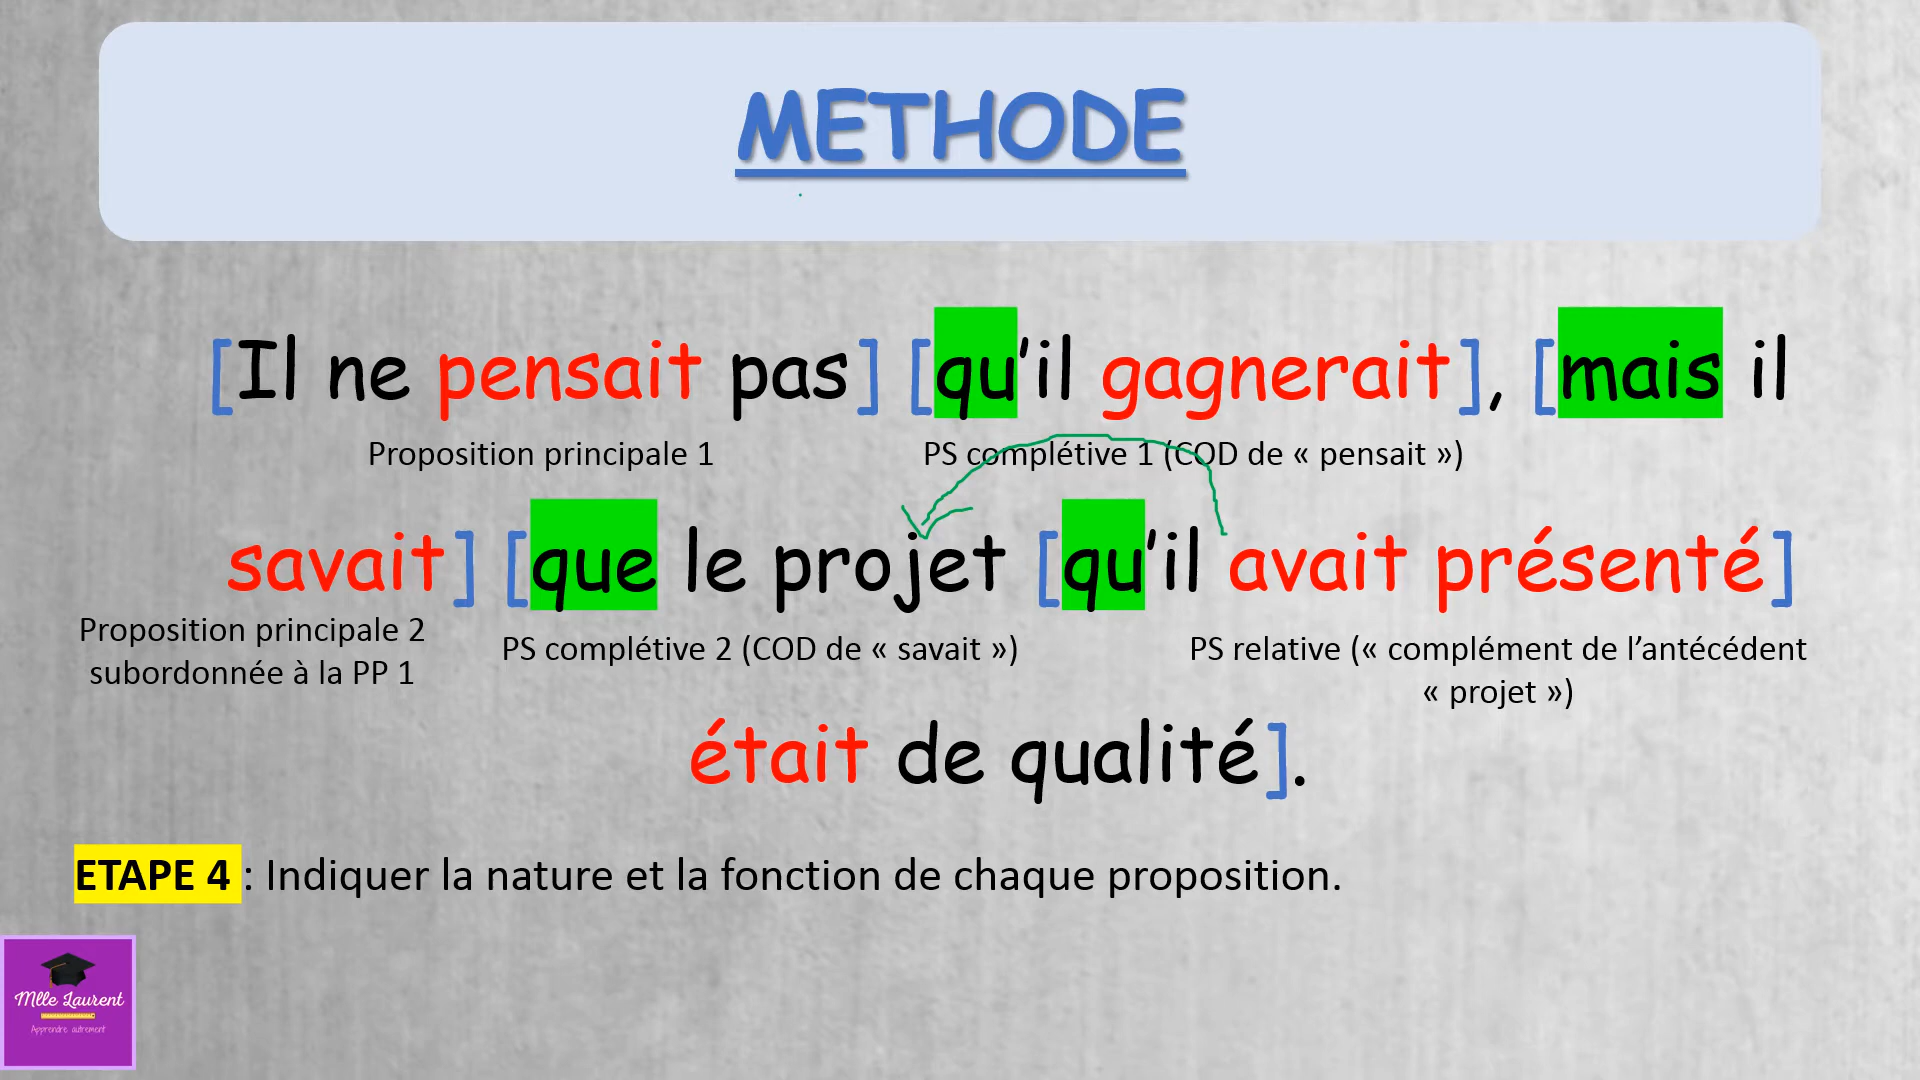 METHODE
[Il ne pensait pas] [qu'il gagnerait], [mais il
Proposition principale 1
PS complétive 1 (COD de « pensait »)
savait] [que le projet [qu'il avait présenté]
Proposition principale 2
subordonnée à la PP 1
PS complétive 2 (COD de « savait »)
PS relative (« complément de l'antécédent
« projet »)
était de qualité].
ETAPE 4 : Indiquer la nature et la fonction de chaque proposition.
Mlle Laurent
Apprendre autrement